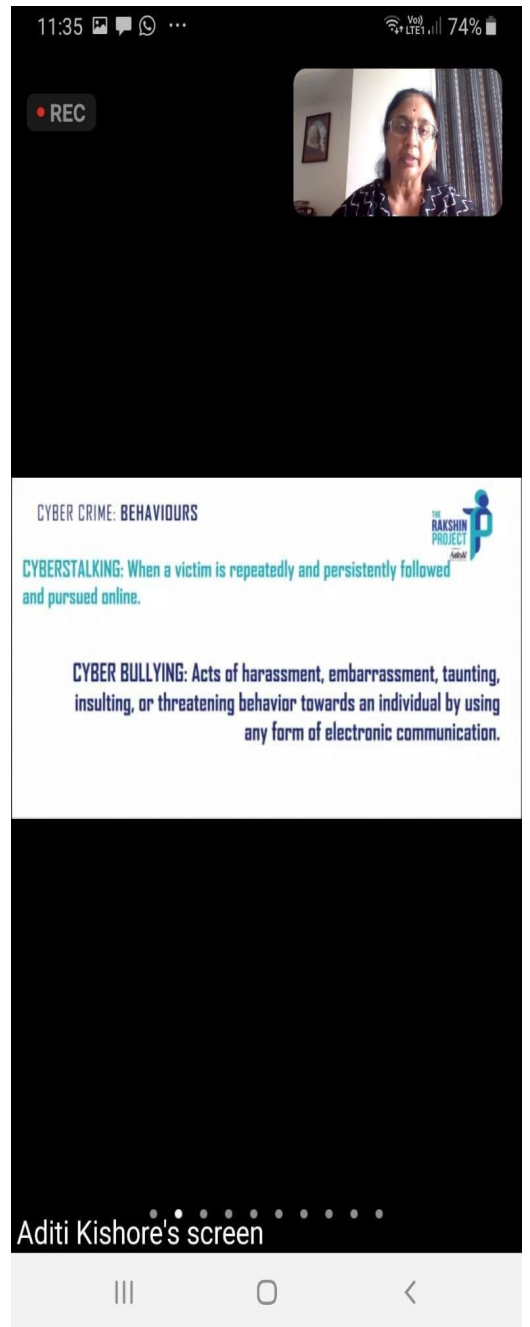 11:35
Vo)) 74%
LTE1
REC
CYBER CRIME: BEHAVIOURS
THE
RAKSHIN
PROJECT
CYBERSTALKING: When a victim is repeatedly and persistently followed
and pursued online.
CYBER BULLYING: Acts of harassment, embarrassment, taunting,
insulting, or threatening behavior towards an individual by using
any form of electronic communication.
Aditi Kishore's screen